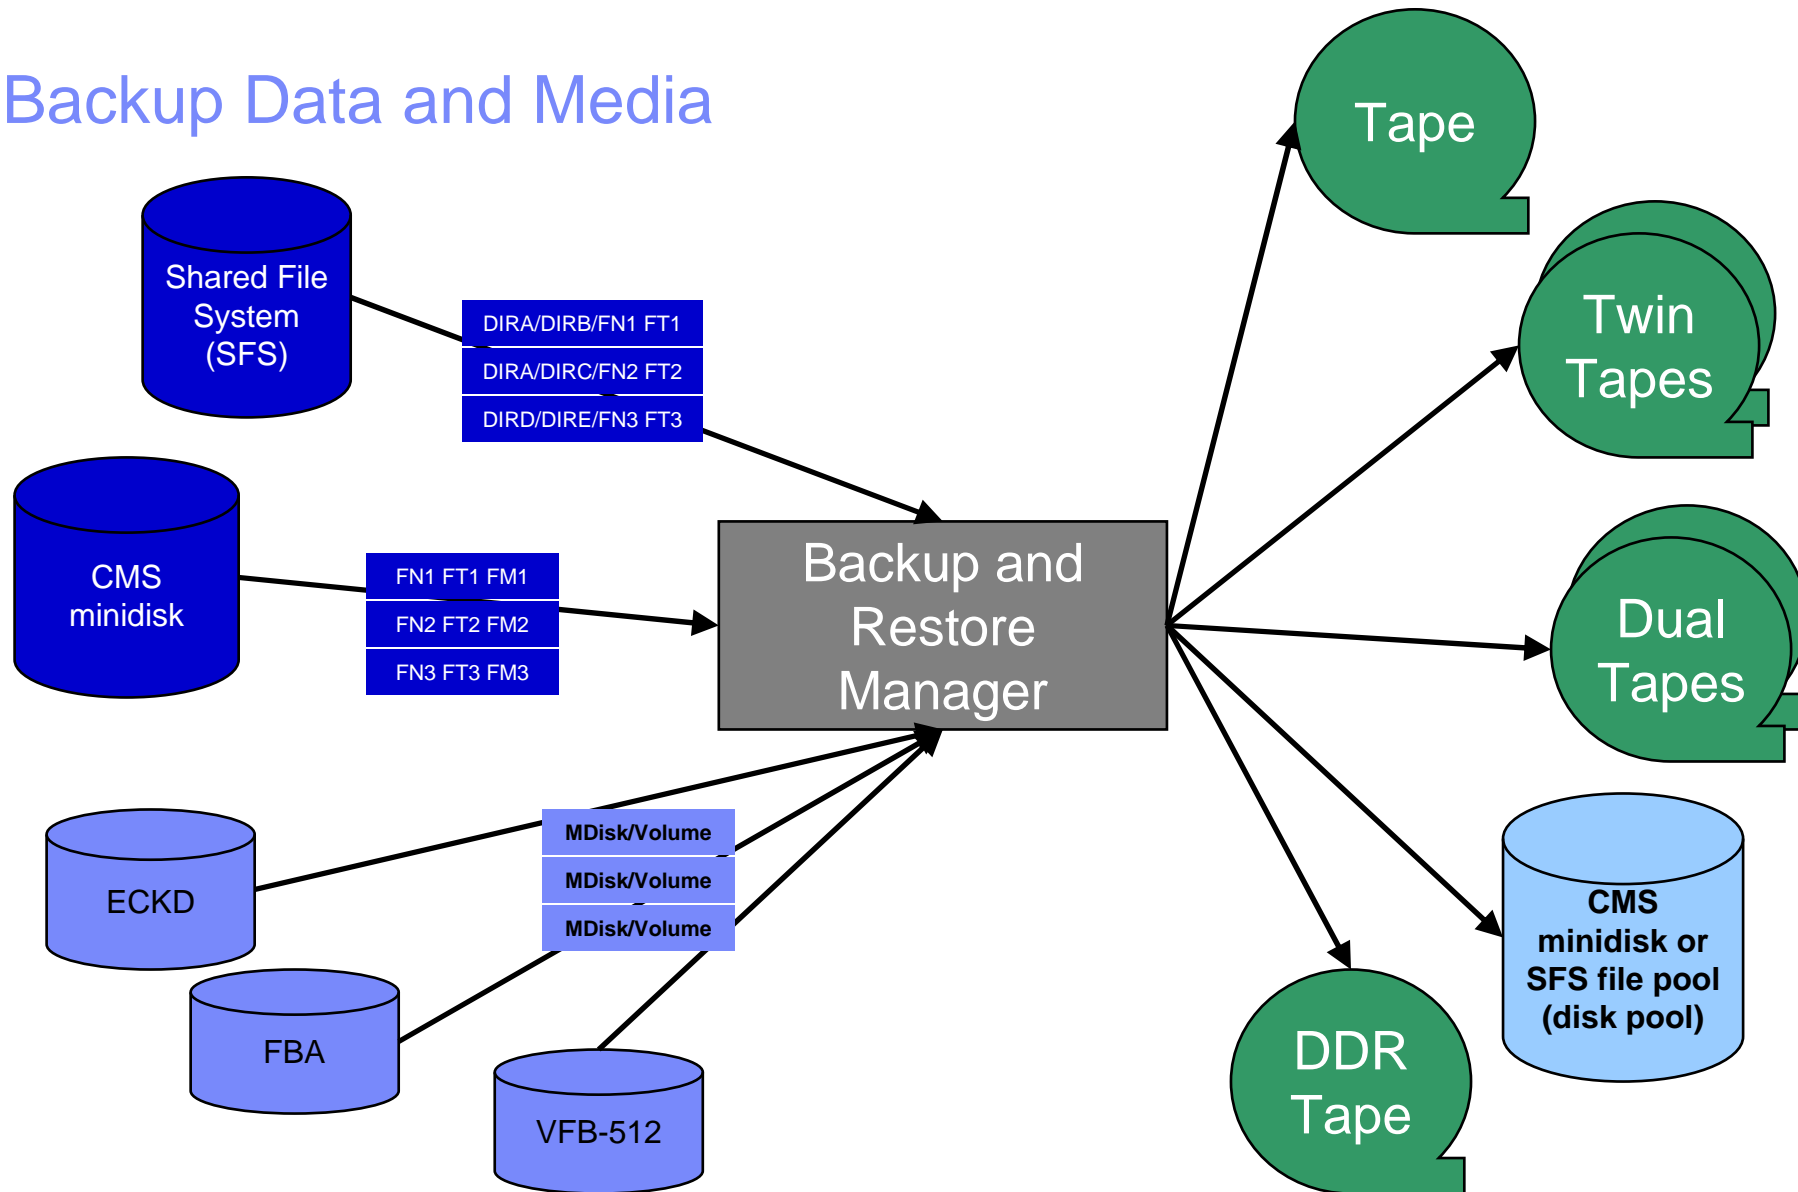 Backup Data and Media
Shared File
System
(SFS)
DIRA/DIRB/FN1 FT1
DIRA/DIRC/FN2 FT2
DIRD/DIRE/FN3 FT3
CMS
minidisk
FN1 FT1 FM1
FN2 FT2 FM2
FN3 FT3 FM3
ECKD
FBA
VFB-512
MDisk/Volume
MDisk/Volume
MDisk/Volume
Backup and
Restore
Manager
Tape
Twin
Tapes
Dual
Tapes
CMS
minidisk or
SFS file pool
(disk pool)
DDR
Tape